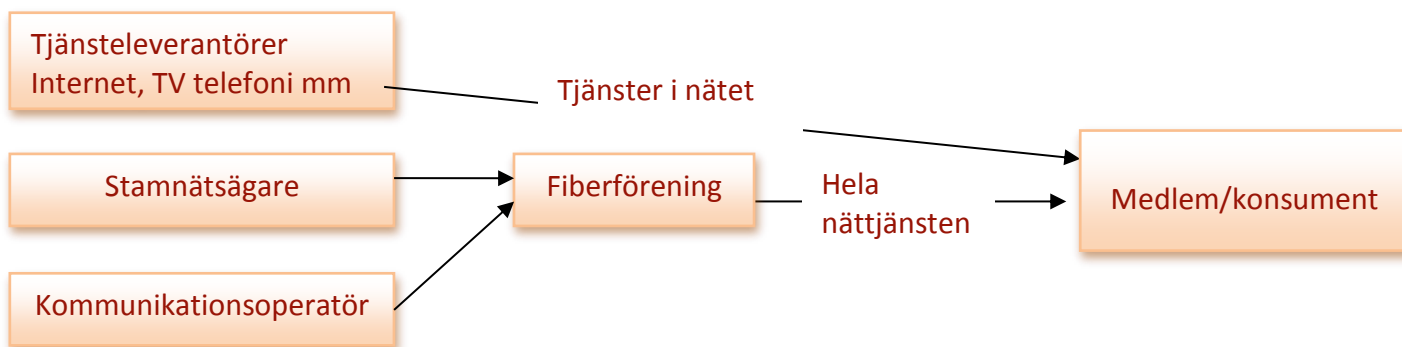 Tjänsteleverantörer
Internet, TV telefoni mm
Tjänster i nätet
Stamnätsägare
Fiberförening
Hela
nättjänsten
Medlem/konsument
Kommunikationsoperatör